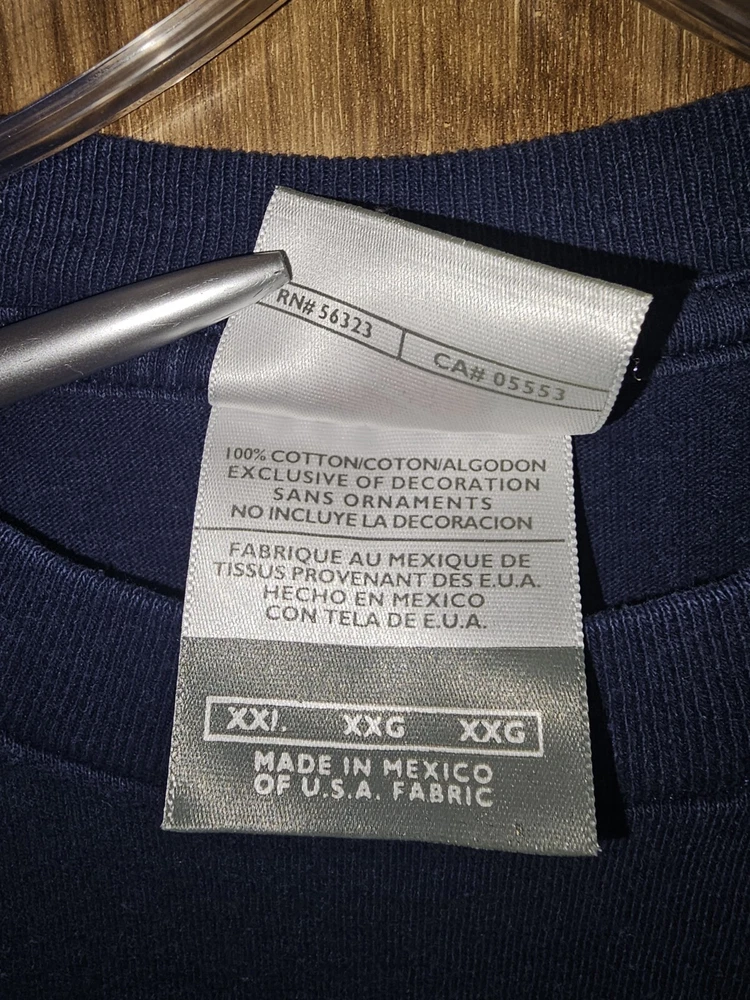 RN# 56323 CA# 05553
100% COTTON/COTON/ALGODON
EXCLUSIVE OF DECORATION
SANS ORNAMENTS
NO INCLUYE LA DECORACION
FABRIQUE AU MEXIQUE DE
TISSUS PROVENANT DES E.U.A.
HECHO EN MEXICO
CON TELA DE E.U.A.
XXL XXG XXG
MADE IN MEXICO
OF U.S.A. FABRIC